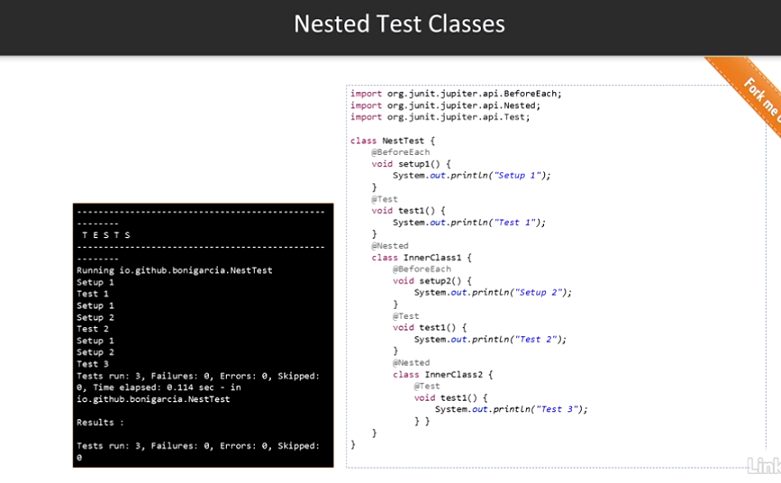 Nested Test Classes
Fork me
import org.junit.jupiter.api.BeforeEach;
import org.junit.jupiter.api.Nested;
import org.junit.jupiter.api.Test;
class NestTest {
@BeforeEach
void setup1() {
System.out.println("Setup 1");
}
@Test
void test1() {
System.out.println("Test 1");
}
@Nested
class InnerClass1 {
@BeforeEach
void setup2() {
System.out.println("Setup 2");
}
@Test
void test1() {
System.out.println("Test 2");
}
@Nested
class InnerClass2 {
@Test
void test1() {
System.out.println("Test 3");
} }
}
}
-----------------------------------------------
--------
T E S T S
-----------------------------------------------
--------
Running io.github.bonigarcia.NestTest
Setup 1
Test 1
Setup 1
Setup 2
Test 2
Setup 1
Setup 2
Test 3
Tests run: 3, Failures: 0, Errors: 0, Skipped:
0, Time elapsed: 0.114 sec - in
io.github.bonigarcia.NestTest
Results :
Tests run: 3, Failures: 0, Errors: 0, Skipped:
0
Link